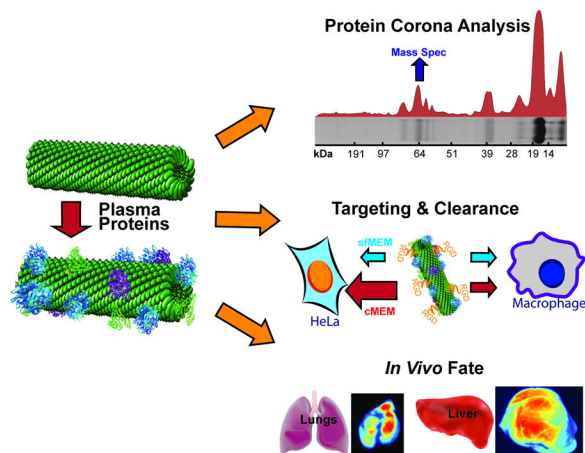 Protein Corona Analysis
Mass Spec
kDa 191 97 64 51 39 28 19 14
Plasma
Proteins
Targeting & Clearance
sfMEM
RGD
RGD
RGD
RGD
RGD
HeLa
cMEM
Macrophage
In Vivo Fate
Lungs
Liver